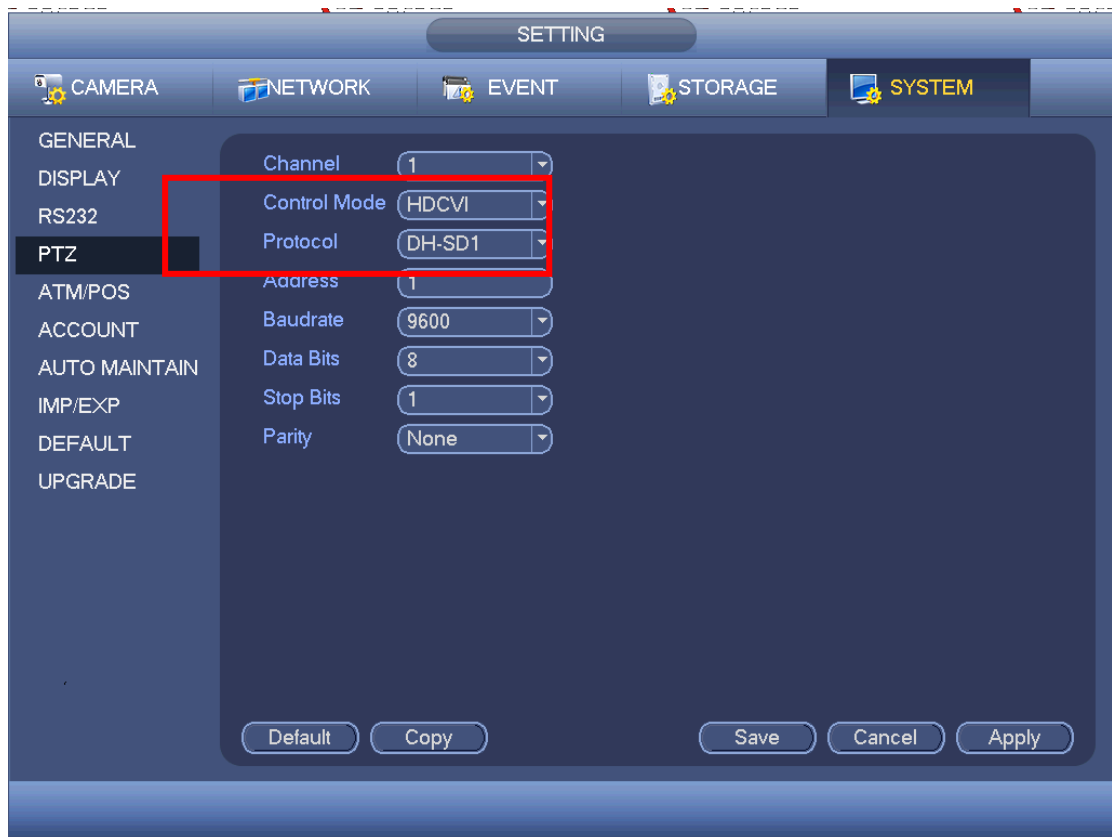 SETTING
CAMERA NETWORK EVENT STORAGE SYSTEM
GENERAL
DISPLAY
RS232
PTZ
ATM/POS
ACCOUNT
AUTO MAINTAIN
IMP/EXP
DEFAULT
UPGRADE
Channel 1
Control Mode HDCVI
Protocol DH-SD1
Address 1
Baudrate 9600
Data Bits 8
Stop Bits 1
Parity None
Default Copy Save Cancel Apply